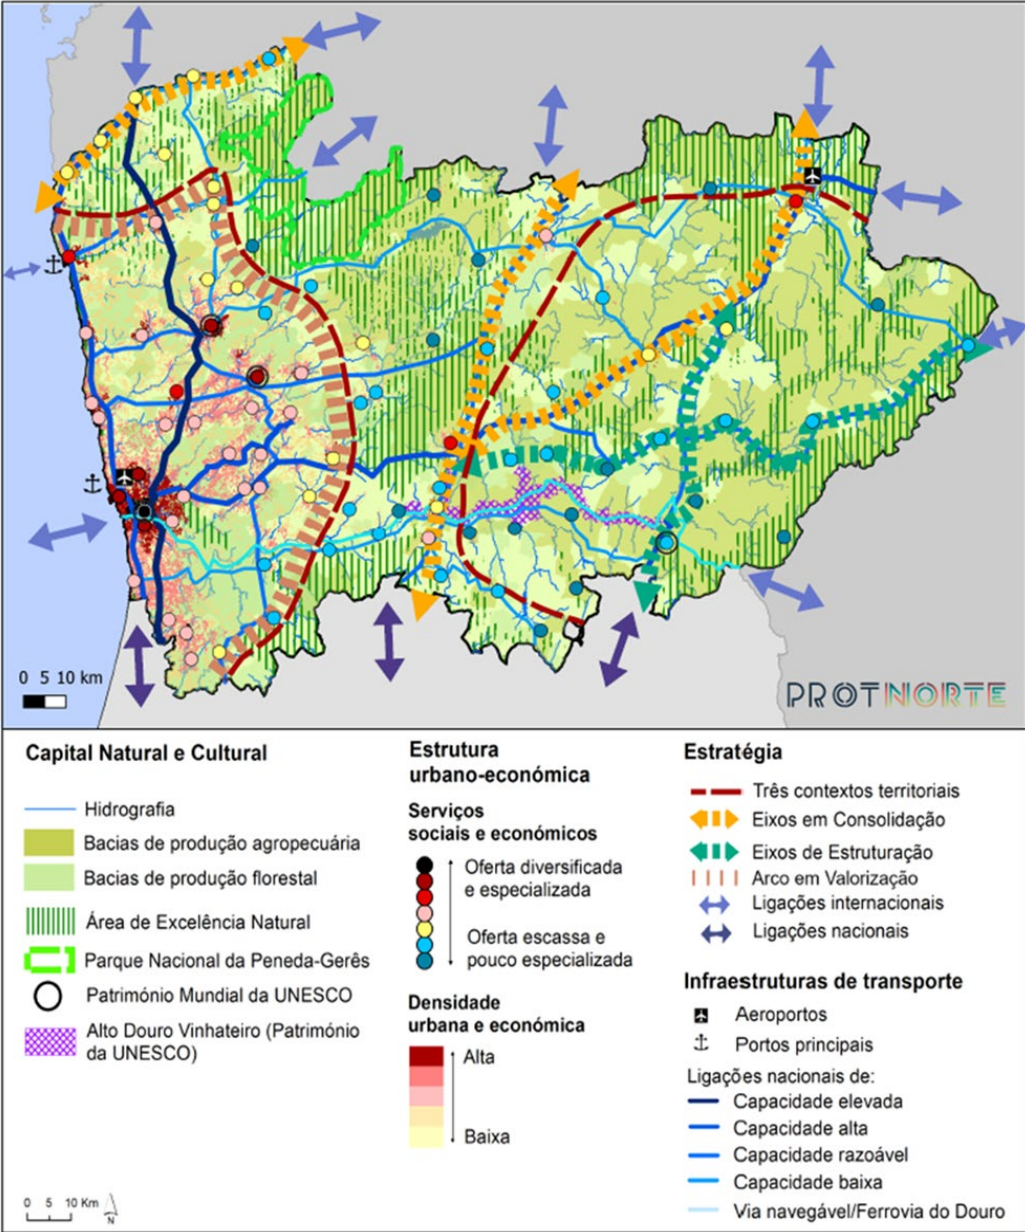 0 5 10 km
PROTNORTE
Capital Natural e Cultural
Hidrografia
Bacias de produção agropecuária
Bacias de produção florestal
Área de Excelência Natural
Parque Nacional da Peneda-Gerês
Património Mundial da UNESCO
Alto Douro Vinhateiro (Património
da UNESCO)
0 5 10 Km
N
Estrutura
urbano-económica
Serviços
sociais e económicos
Oferta diversificada
e especializada
Oferta escassa e
pouco especializada
Densidade
urbana e económica
Alta
Baixa
Estratégia
Três contextos territoriais
Eixos em Consolidação
Eixos de Estruturação
Arco em Valorização
Ligações internacionais
Ligações nacionais
Infraestruturas de transporte
Aeroportos
Portos principais
Ligações nacionais de:
Capacidade elevada
Capacidade alta
Capacidade razoável
Capacidade baixa
Via navegável/Ferrovia do Douro